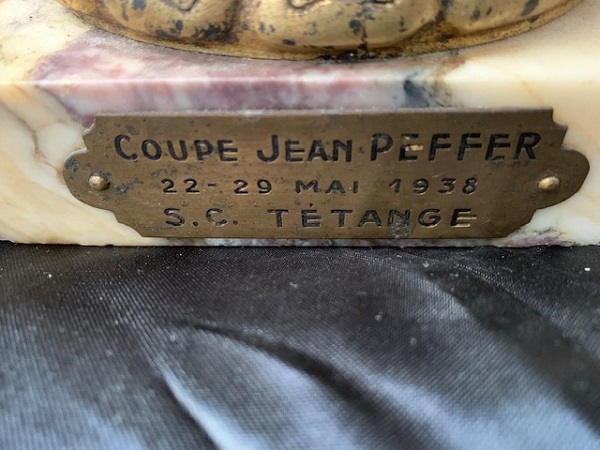 COUPE JEAN PEFFER
22-29 MAI 1938
S.C. TÉTANGE